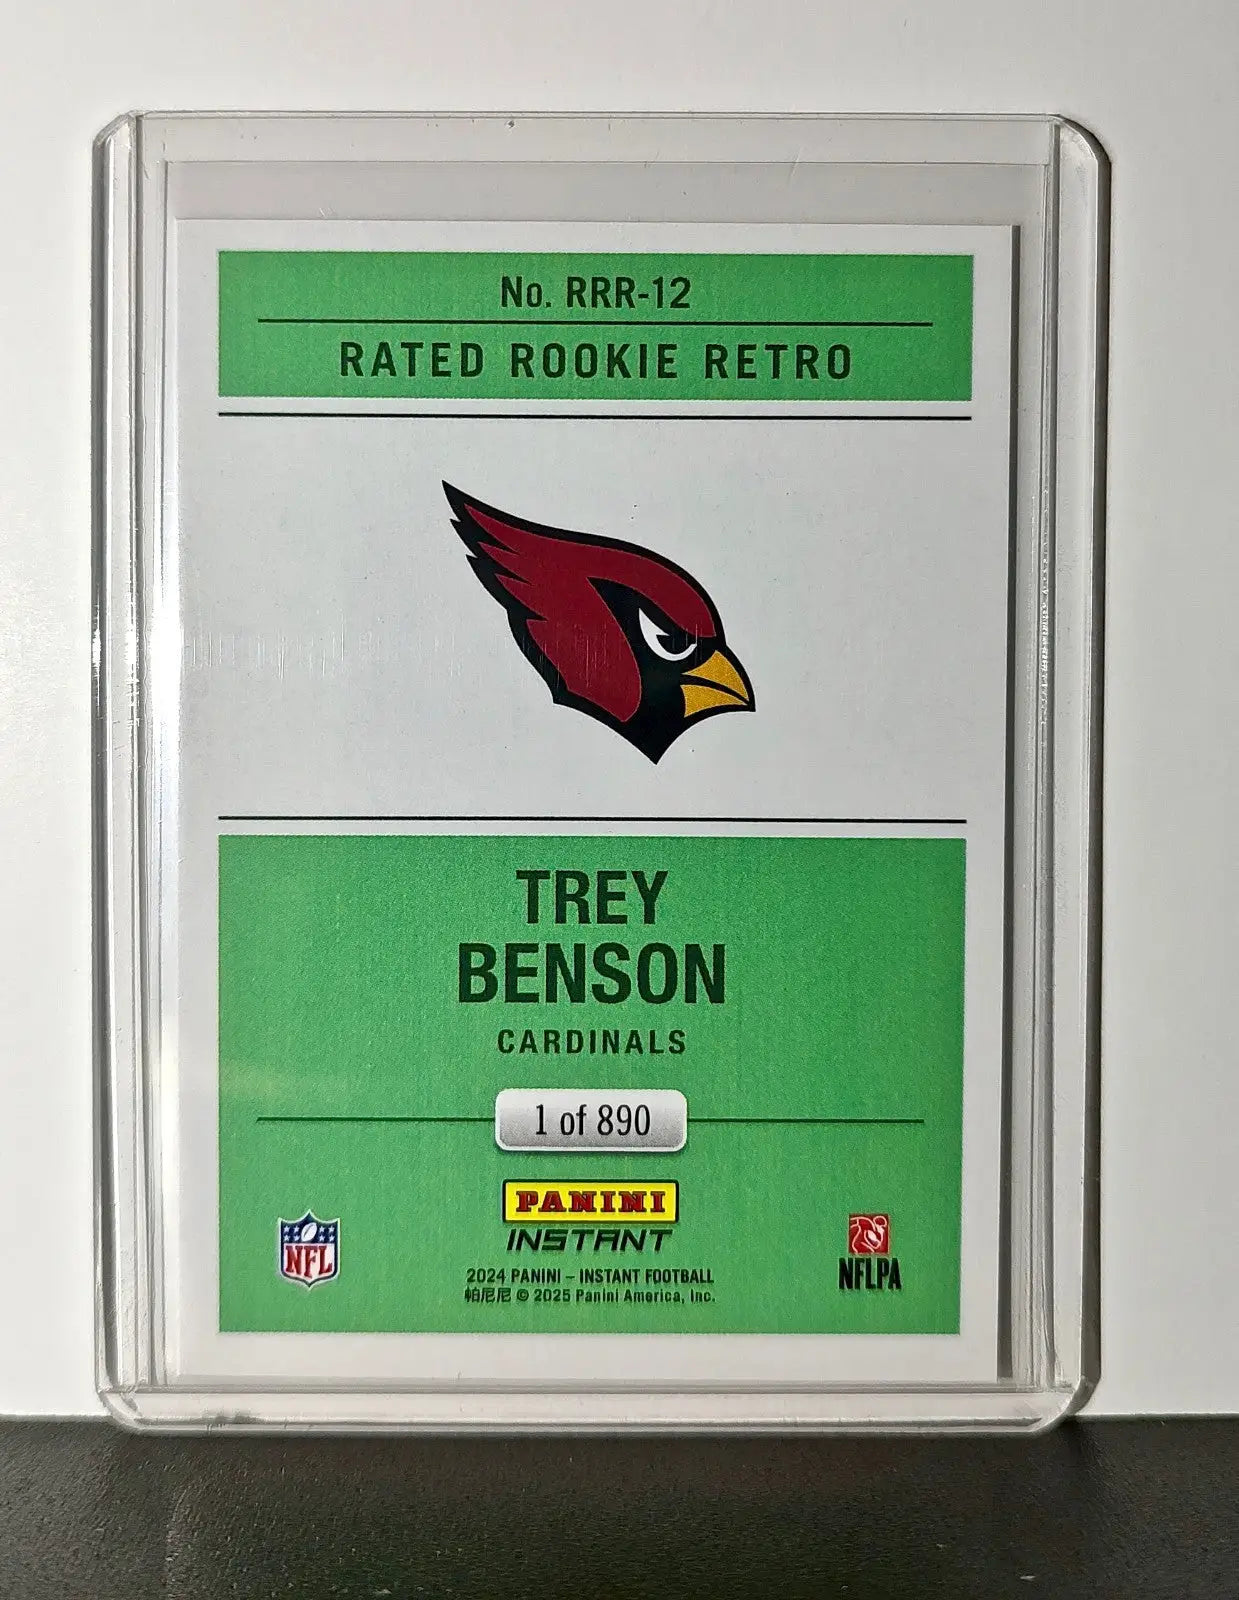 No. RRR-12
RATED ROOKIE RETRO
TREY
BENSON
CARDINALS
1 of 890
PANINI
INSTANT
NFL
NFLPA
2024 PANINI – INSTANT FOOTBALL
帕尼尼 © 2025 Panini America, Inc.